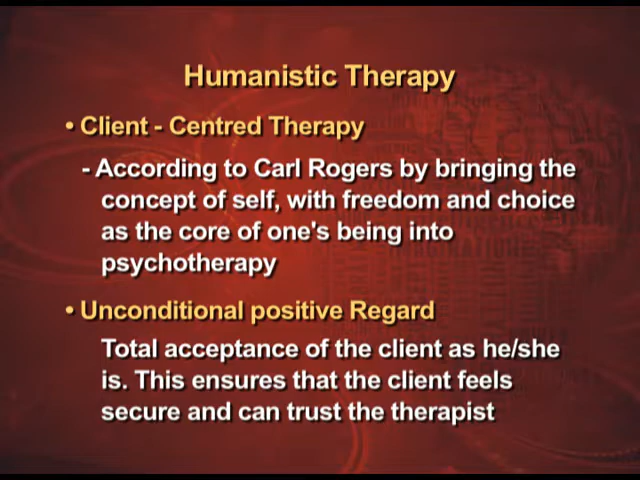 Humanistic Therapy
• Client - Centred Therapy
- According to Carl Rogers by bringing the
concept of self, with freedom and choice
as the core of one's being into
psychotherapy
• Unconditional positive Regard
Total acceptance of the client as he/she
is. This ensures that the client feels
secure and can trust the therapist